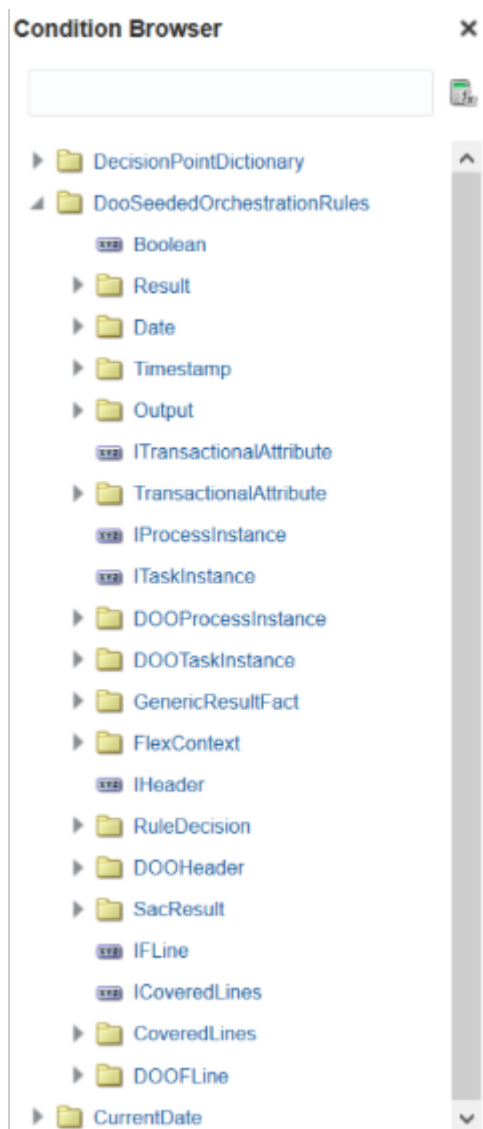 Condition Browser
DecisionPointDictionary
DooSeededOrchestrationRules
Boolean
Result
Date
Timestamp
Output
ITransactionalAttribute
TransactionalAttribute
IProcessInstance
ITaskInstance
DOOProcessInstance
DOOTaskInstance
GenericResultFact
FlexContext
IHeader
RuleDecision
DOOHeader
SacResult
IFLine
ICoveredLines
CoveredLines
DOOFLine
CurrentDate